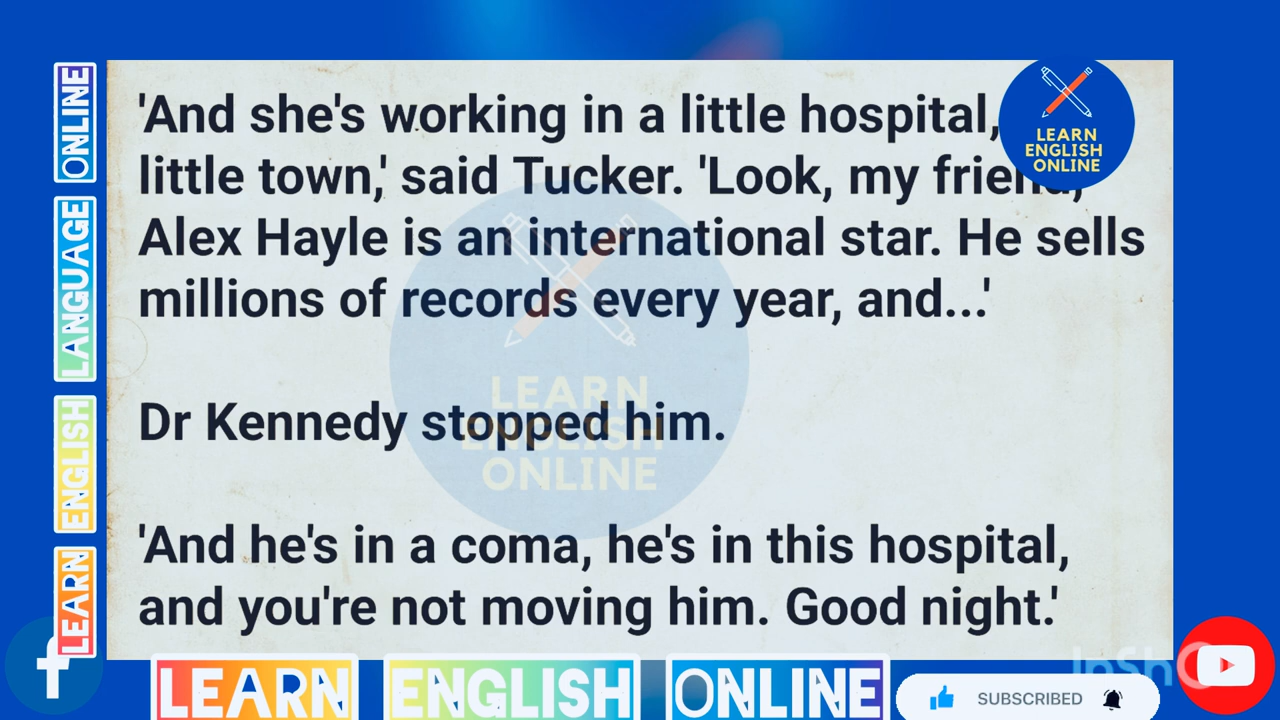 'And she's working in a little hospital,
little town,' said Tucker. 'Look, my friend,
Alex Hayle is an international star. He sells
millions of records every year, and...'
Dr Kennedy stopped him.
'And he's in a coma, he's in this hospital,
and you're not moving him. Good night.'
LEARN
ENGLISH
ONLINE
LEARN
ENGLISH
ONLINE
LEARN ENGLISH LANGUAGE ONLINE
LEARN ENGLISH ONLINE
SUBSCRIBED
InShO